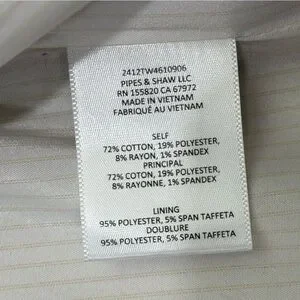 2412TW4610906
PIPES & SHAW LLC
RN 155820 CA 67972
MADE IN VIETNAM
FABRIQUÉ AU VIETNAM
SELF
72% COTTON, 19% POLYESTER,
8% RAYON, 1% SPANDEX
PRINCIPAL
72% COTON, 19% POLYESTER,
8% RAYONNE, 1% SPANDEX
LINING
95% POLYESTER, 5% SPAN TAFFETA
DOUBLURE
95% POLYESTER, 5% SPAN TAFFETA